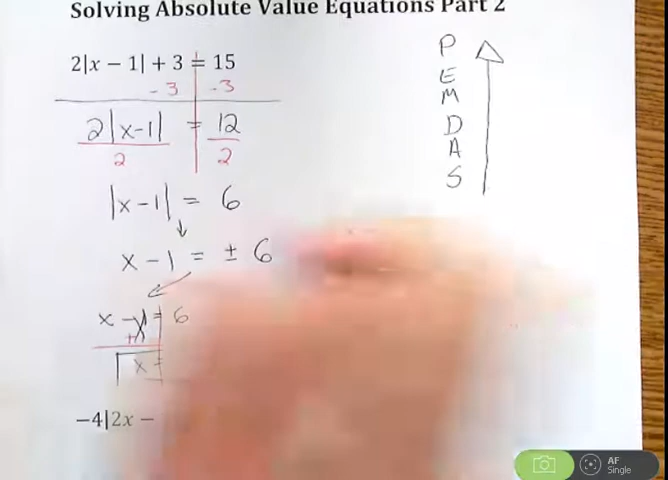 Solving Absolute Value Equations Part 2
2|x − 1| + 3 = 15
- 3 -3
2|x-1| = 12
2 2
|x-1| = 6
x - 1 = ± 6
x - 1 = 6
x =
−4|2x −
P
E
M
D
A
S
AF
Single